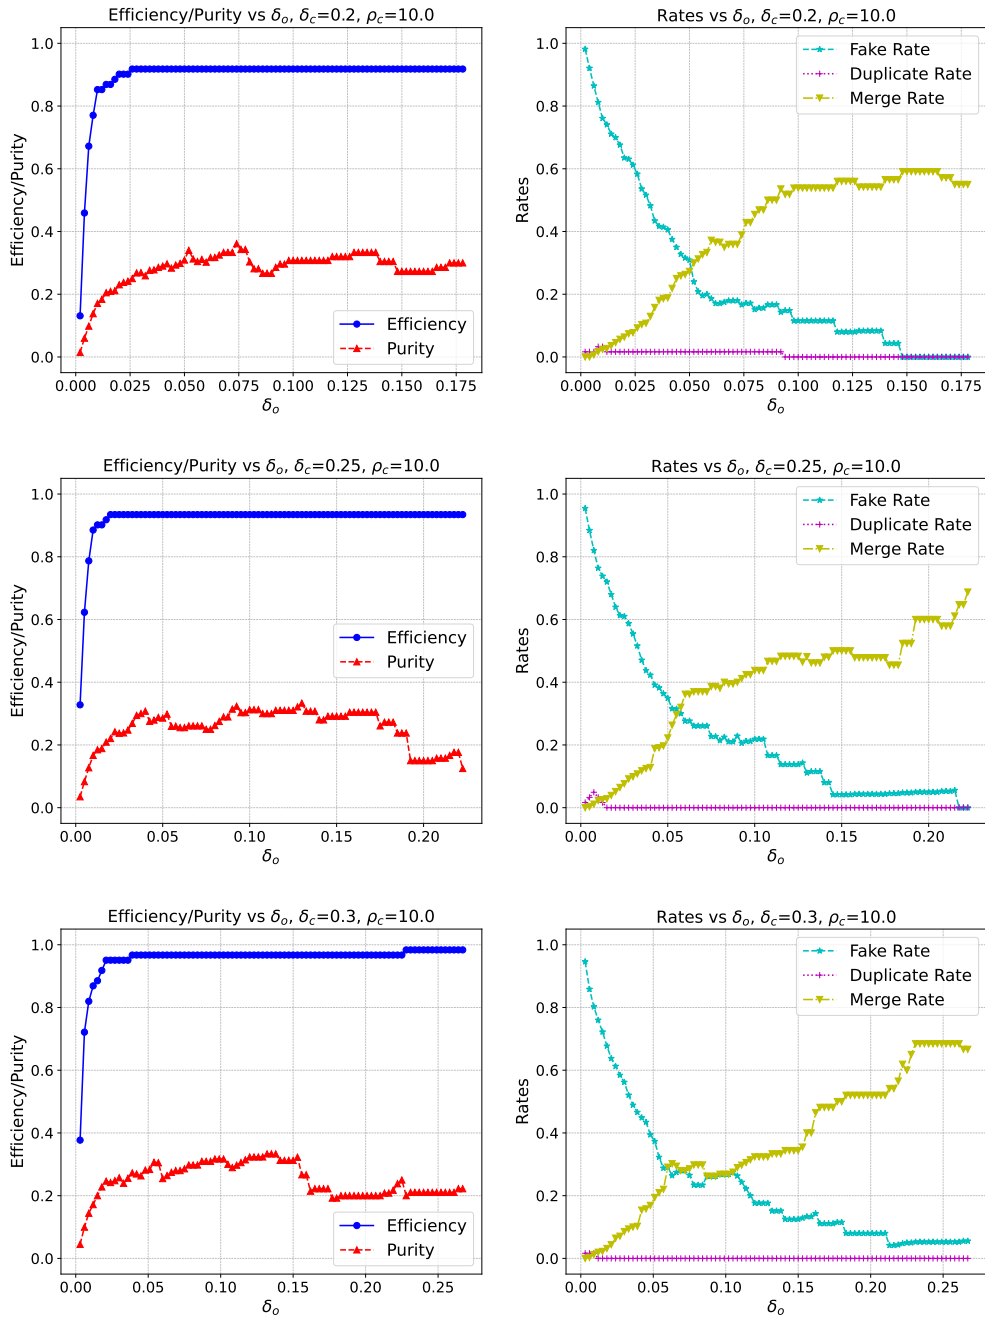 Efficiency/Purity vs δₒ, δ꜀=0.2, ρ꜀=10.0
Efficiency/Purity
1.0
0.8
0.6
0.4
0.2
0.0
Efficiency
Purity
0.000 0.025 0.050 0.075 0.100 0.125 0.150 0.175
δₒ
Rates vs δₒ, δ꜀=0.2, ρ꜀=10.0
Rates
1.0
0.8
0.6
0.4
0.2
0.0
Fake Rate
Duplicate Rate
Merge Rate
0.000 0.025 0.050 0.075 0.100 0.125 0.150 0.175
δₒ
Efficiency/Purity vs δₒ, δ꜀=0.25, ρ꜀=10.0
Efficiency/Purity
1.0
0.8
0.6
0.4
0.2
0.0
Efficiency
Purity
0.00 0.05 0.10 0.15 0.20
δₒ
Rates vs δₒ, δ꜀=0.25, ρ꜀=10.0
Rates
1.0
0.8
0.6
0.4
0.2
0.0
Fake Rate
Duplicate Rate
Merge Rate
0.00 0.05 0.10 0.15 0.20
δₒ
Efficiency/Purity vs δₒ, δ꜀=0.3, ρ꜀=10.0
Efficiency/Purity
1.0
0.8
0.6
0.4
0.2
0.0
Efficiency
Purity
0.00 0.05 0.10 0.15 0.20 0.25
δₒ
Rates vs δₒ, δ꜀=0.3, ρ꜀=10.0
Rates
1.0
0.8
0.6
0.4
0.2
0.0
Fake Rate
Duplicate Rate
Merge Rate
0.00 0.05 0.10 0.15 0.20 0.25
δₒ